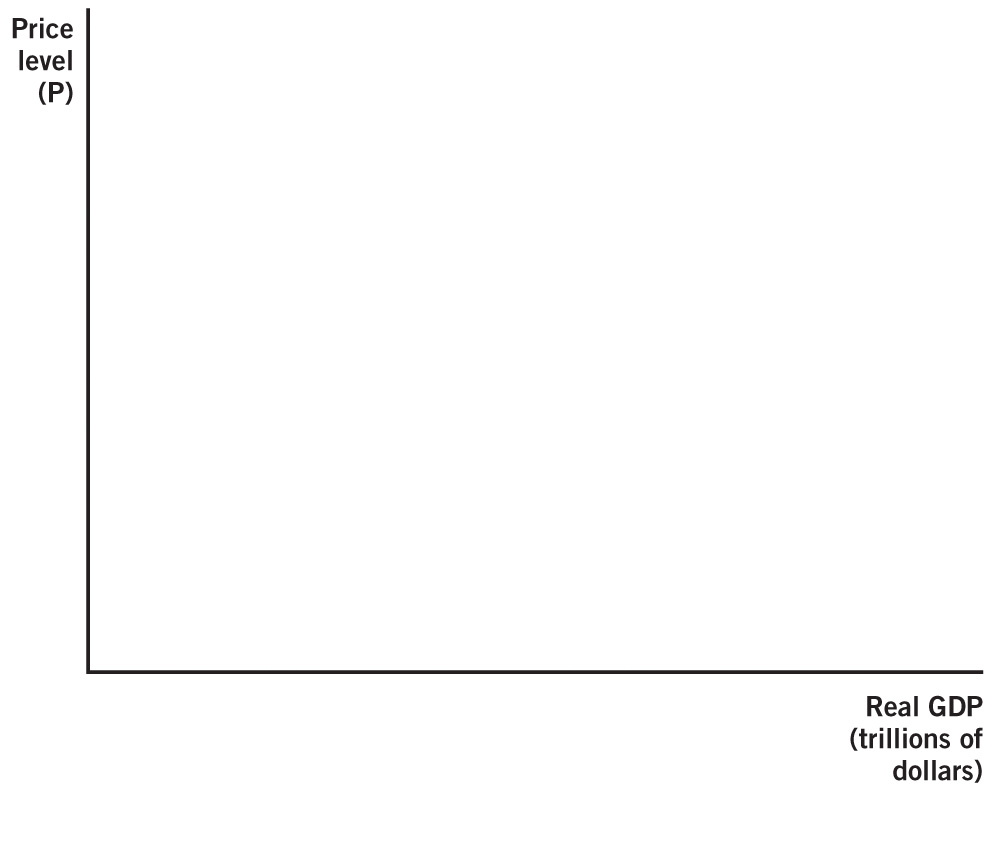 Price
level
(P)
Real GDP
(trillions of
dollars)